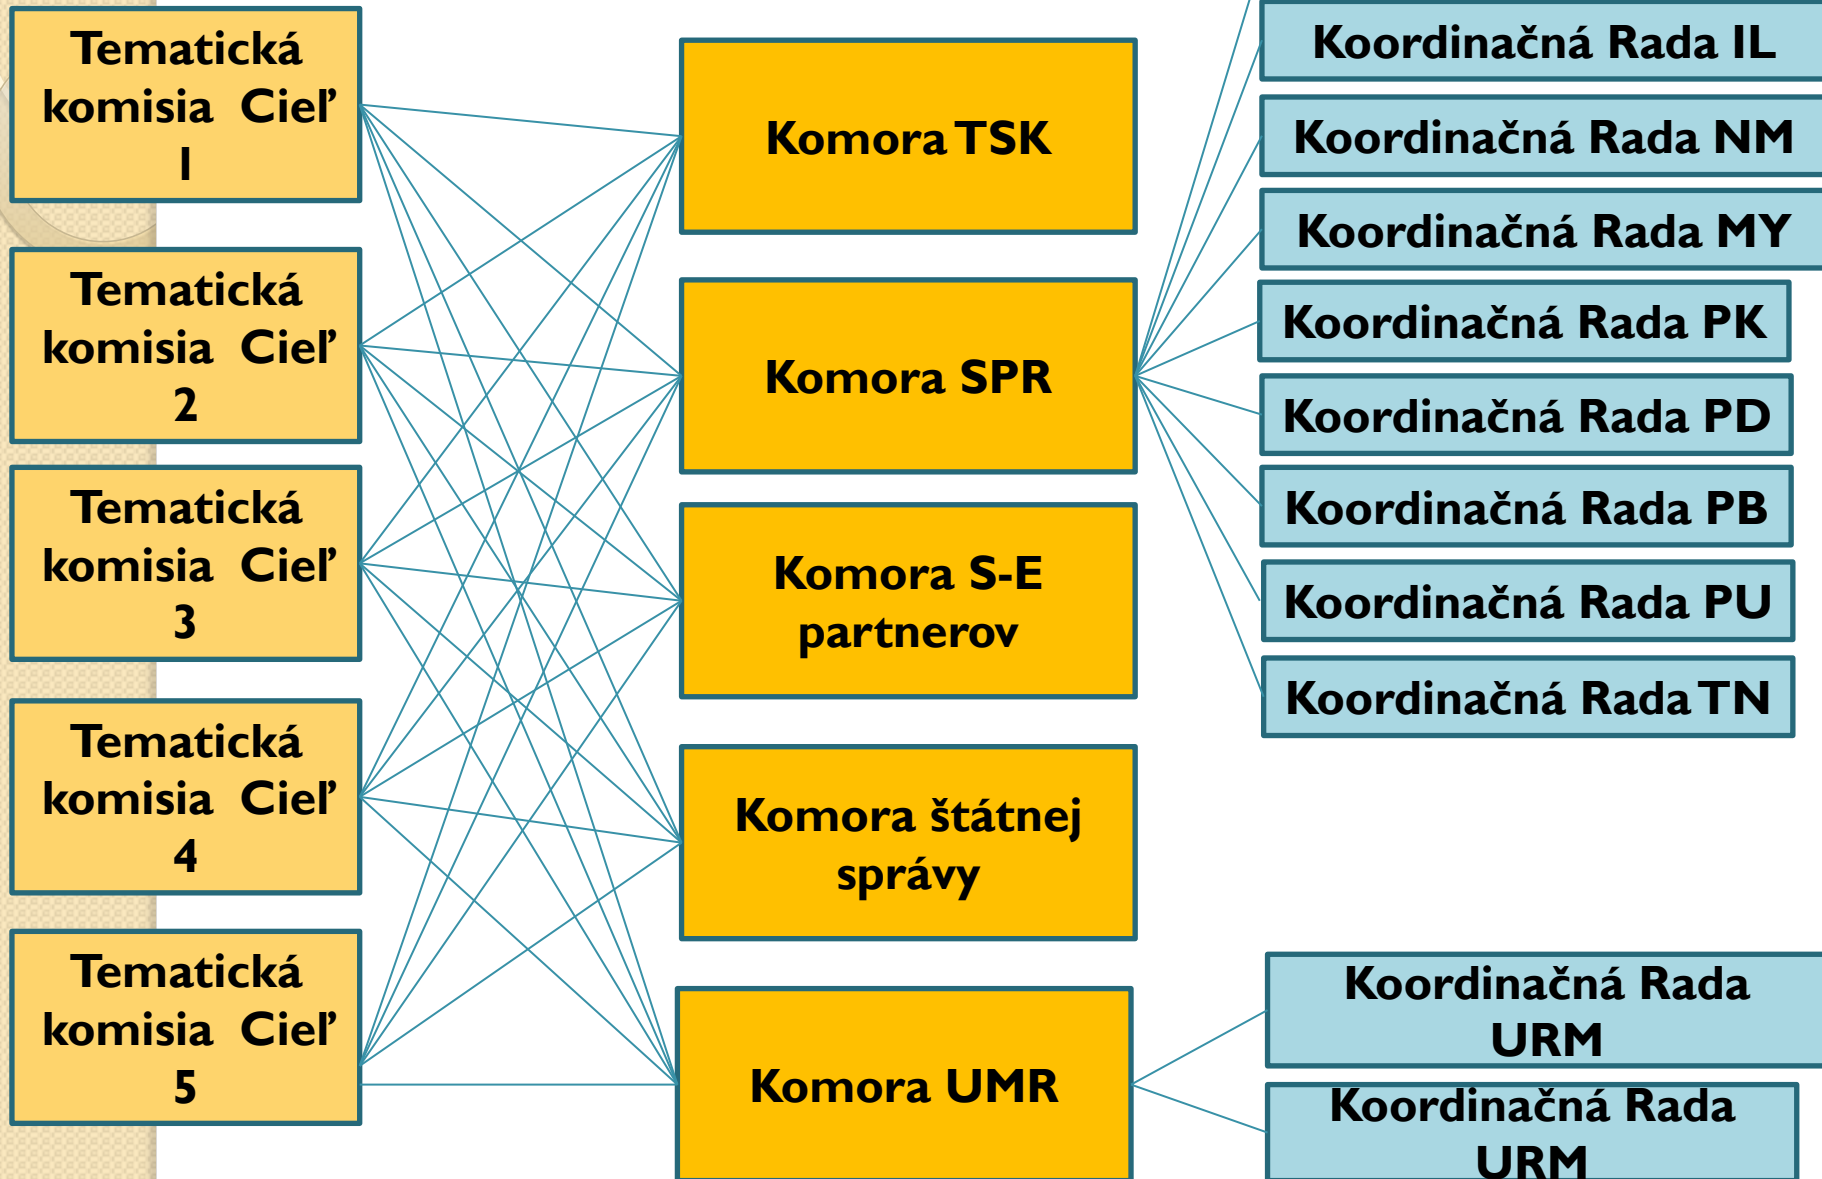 Tematická
komisia Cieľ
1
Tematická
komisia Cieľ
2
Tematická
komisia Cieľ
3
Tematická
komisia Cieľ
4
Tematická
komisia Cieľ
5
Komora TSK
Komora SPR
Komora S-E
partnerov
Komora štátnej
správy
Komora UMR
Koordinačná Rada IL
Koordinačná Rada NM
Koordinačná Rada MY
Koordinačná Rada PK
Koordinačná Rada PD
Koordinačná Rada PB
Koordinačná Rada PU
Koordinačná Rada TN
Koordinačná Rada
URM
Koordinačná Rada
URM